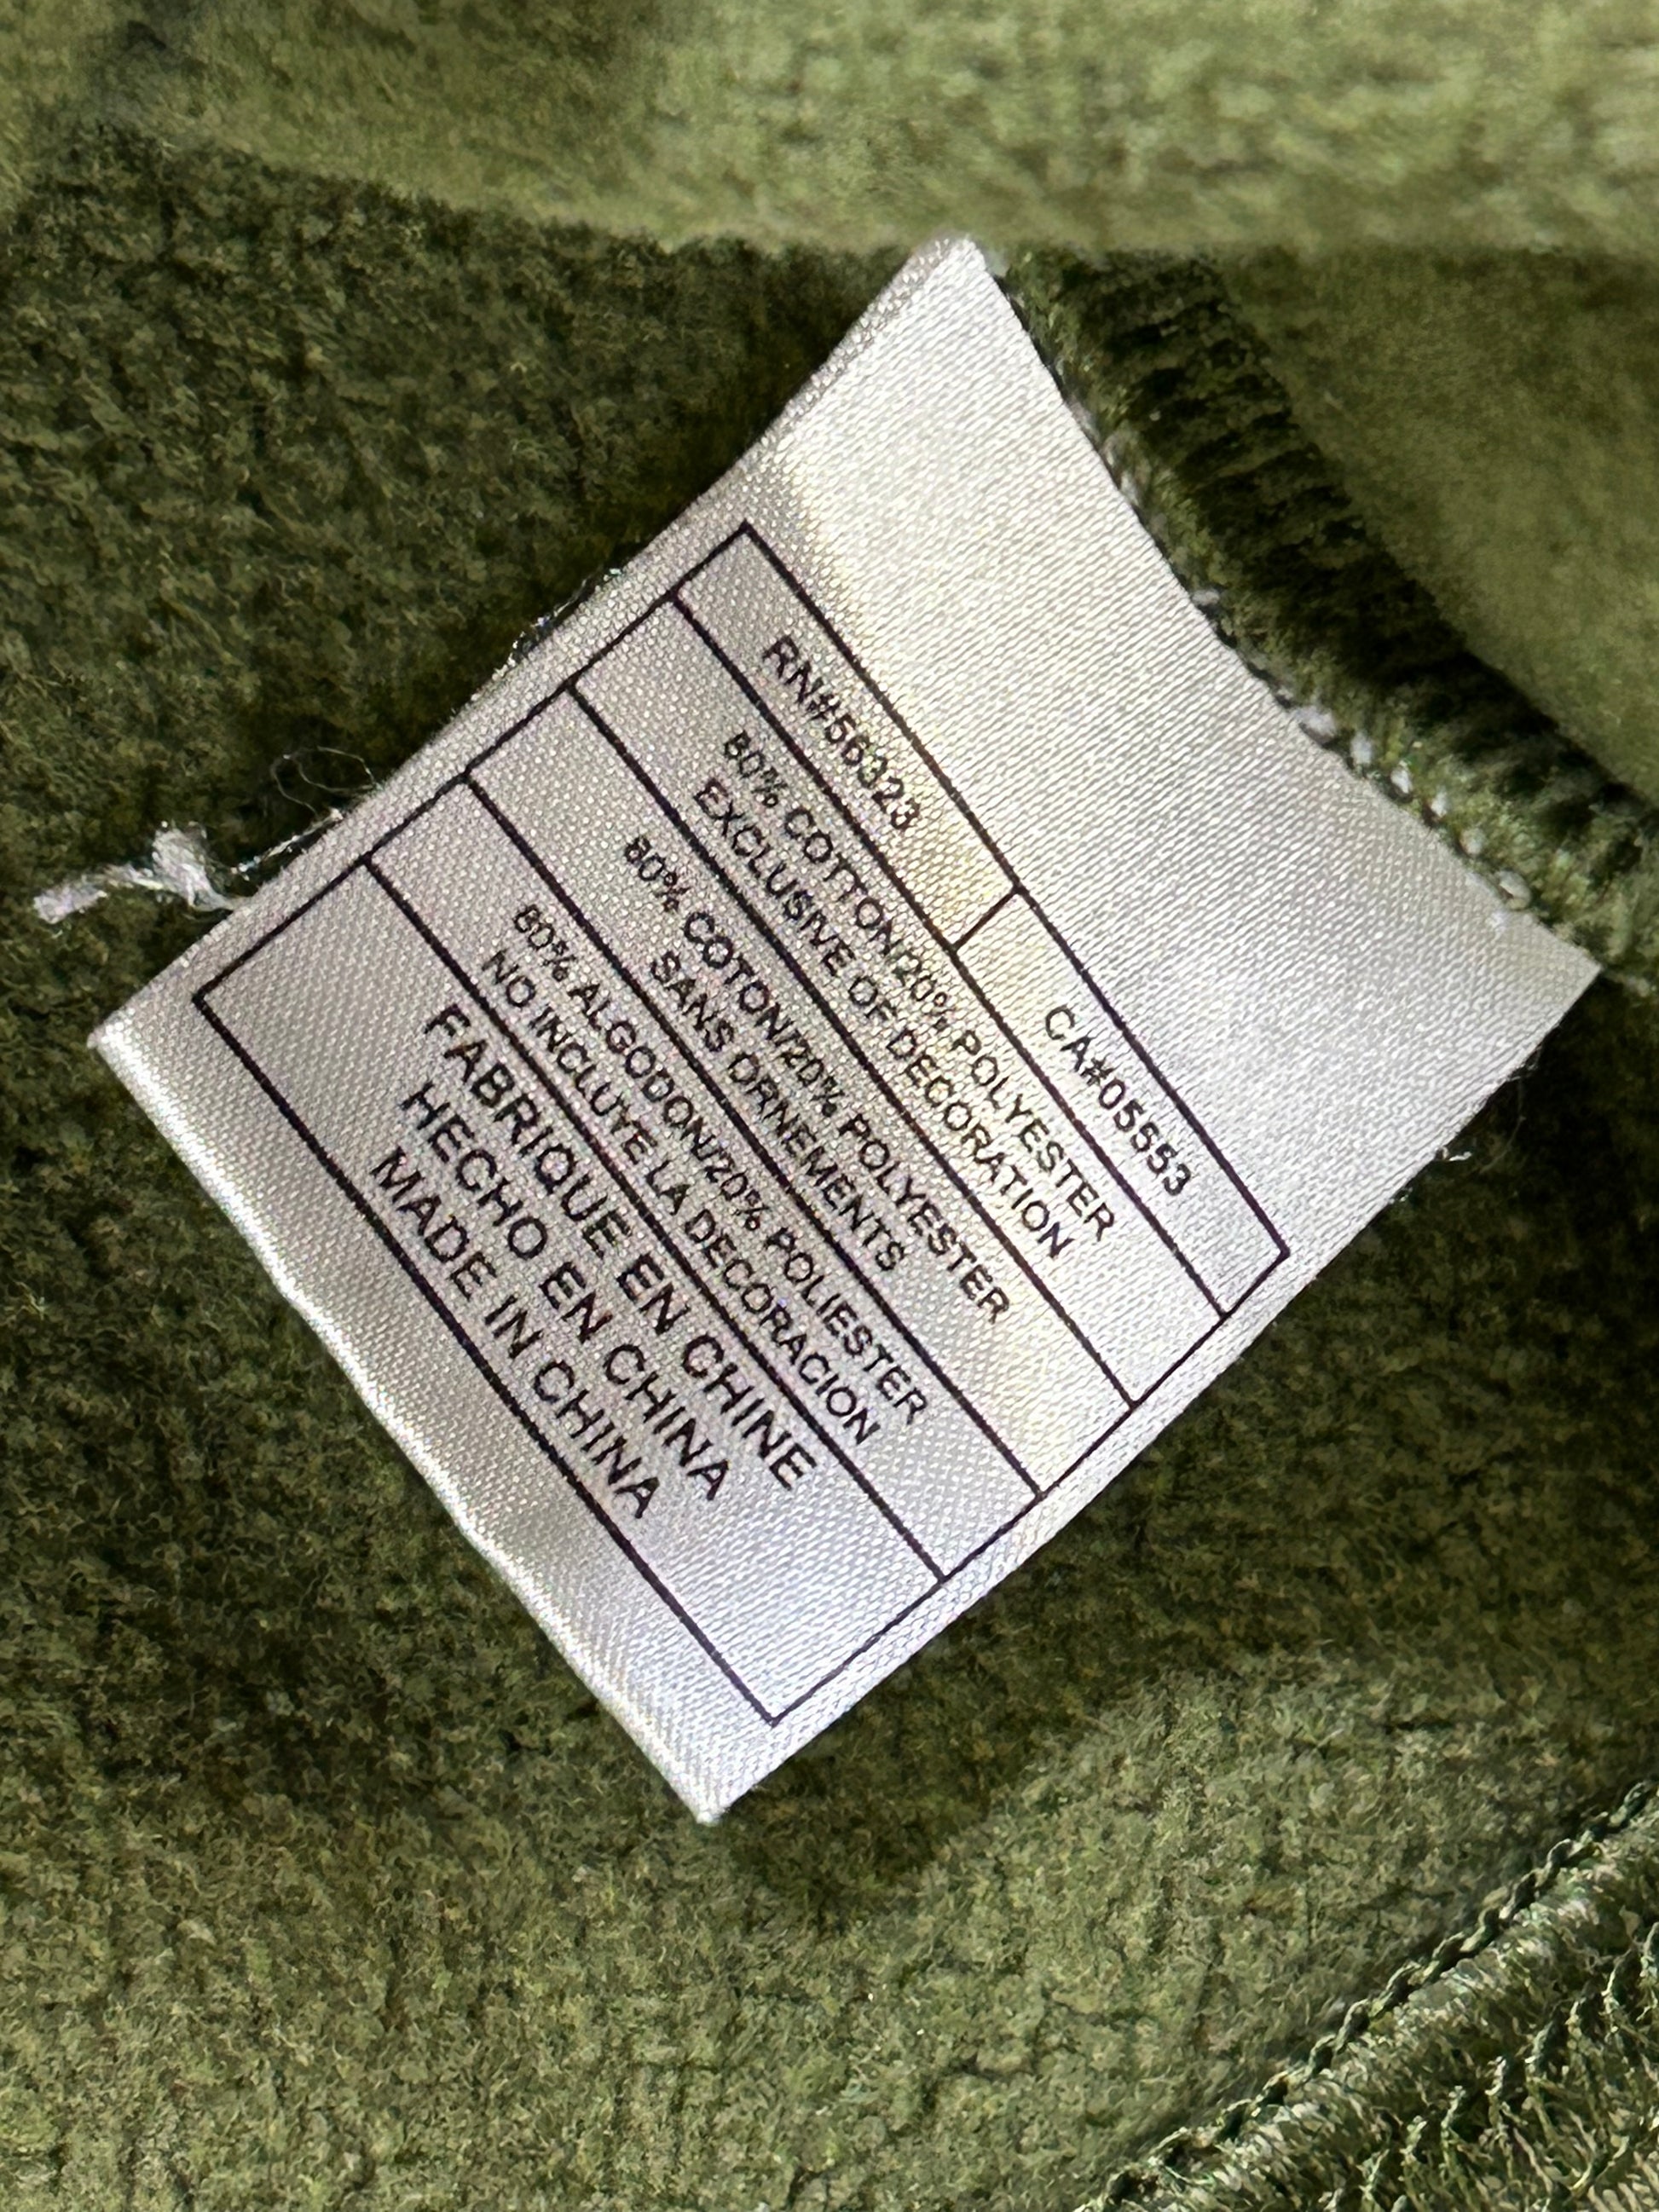 RN#56323 CA#05553
80% COTTON/20% POLYESTER
EXCLUSIVE OF DECORATION
80% COTON/20% POLYESTER
SANS ORNEMENTS
80% ALGODON/20% POLIESTER
NO INCLUYE LA DECORACION
FABRIQUE EN CHINE
HECHO EN CHINA
MADE IN CHINA